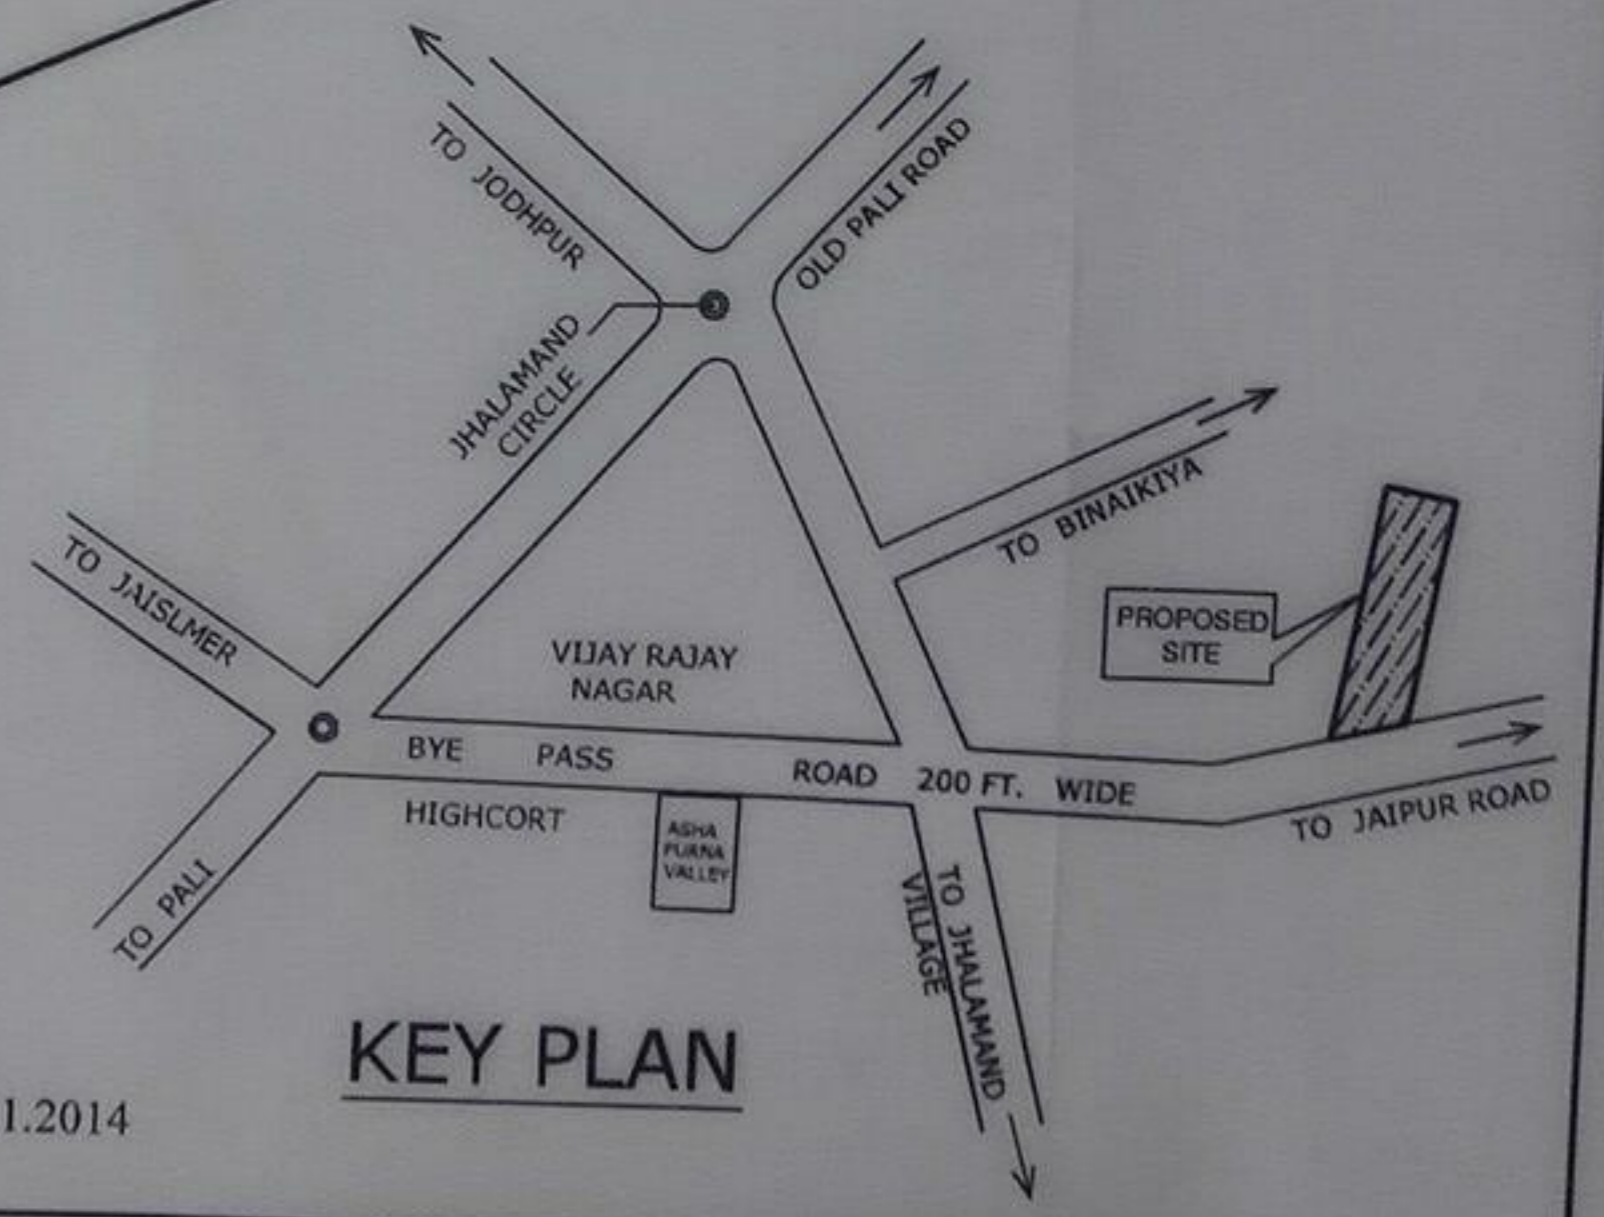 TO JODHPUR
OLD PALI ROAD
JHALAMAND
CIRCLE
TO BINAIKIYA
TO JAISLMER
PROPOSED
SITE
VIJAY RAJAY
NAGAR
BYE PASS ROAD 200 FT. WIDE
TO JAIPUR ROAD
HIGHCORT
ASHA
PURNA
VALLEY
TO PALI
TO JHALAMAND
VILLAGE
KEY PLAN
1.2014